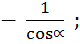 − 1/cos∝ ;